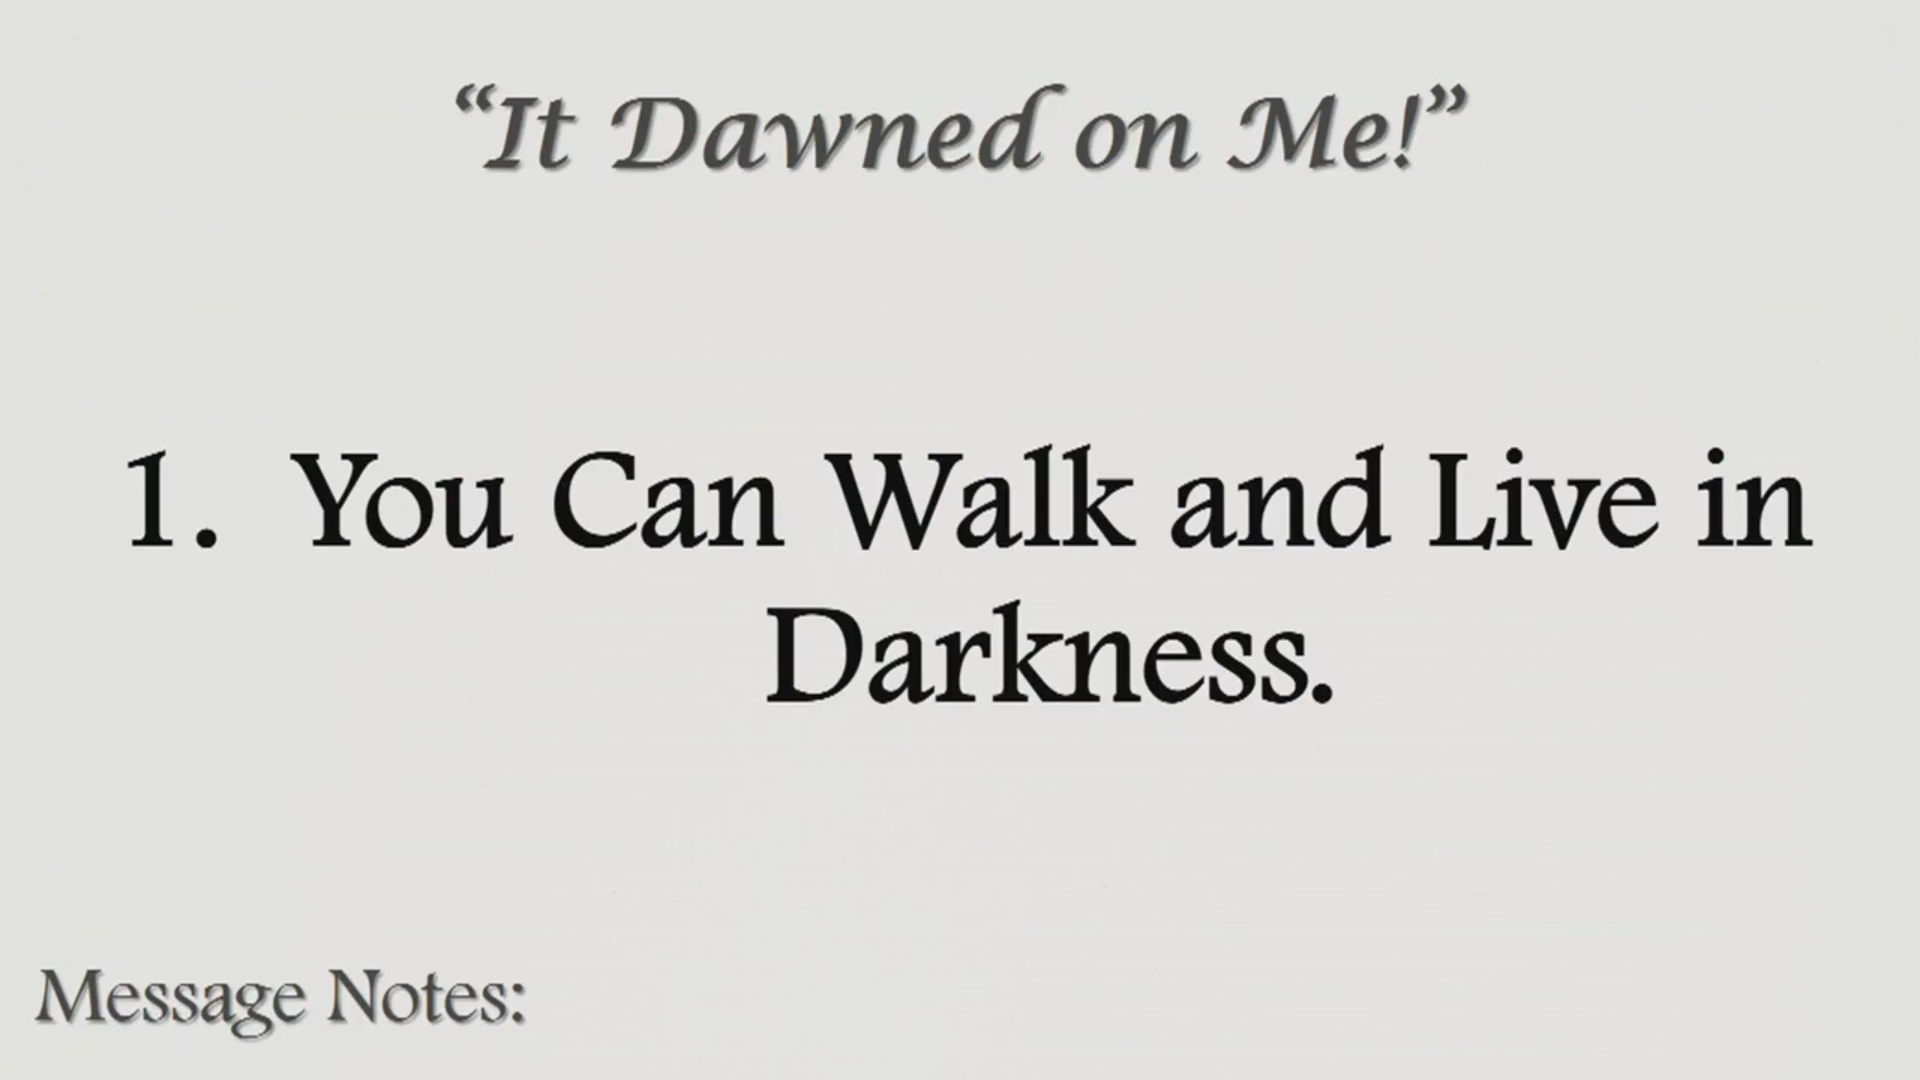 “It Dawned on Me!”
1. You Can Walk and Live in
Darkness.
Message Notes: